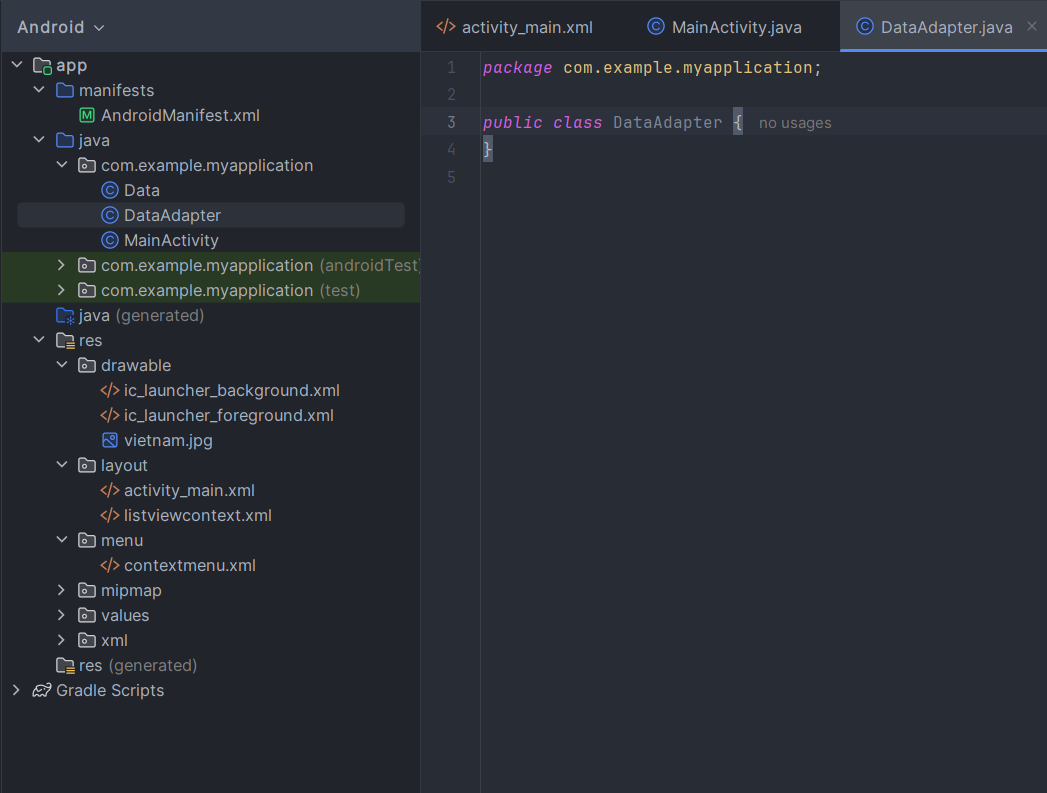 Android
app
manifests
AndroidManifest.xml
java
com.example.myapplication
Data
DataAdapter
MainActivity
com.example.myapplication (androidTest)
com.example.myapplication (test)
java (generated)
res
drawable
ic_launcher_background.xml
ic_launcher_foreground.xml
vietnam.jpg
layout
activity_main.xml
listviewcontext.xml
menu
contextmenu.xml
mipmap
values
xml
res (generated)
Gradle Scripts
activity_main.xml MainActivity.java DataAdapter.java
1 package com.example.myapplication;
2
3 public class DataAdapter { no usages
4 }
5